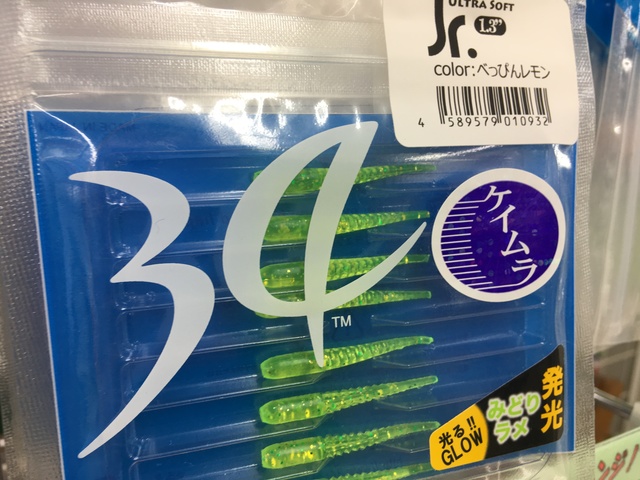 ULTRA SOFT
Jr. 1.3"
color:べっぴんレモン
4 589579 010932
34
TM
ケイムラ
発光
みどり
ラメ
光る!!
GLOW